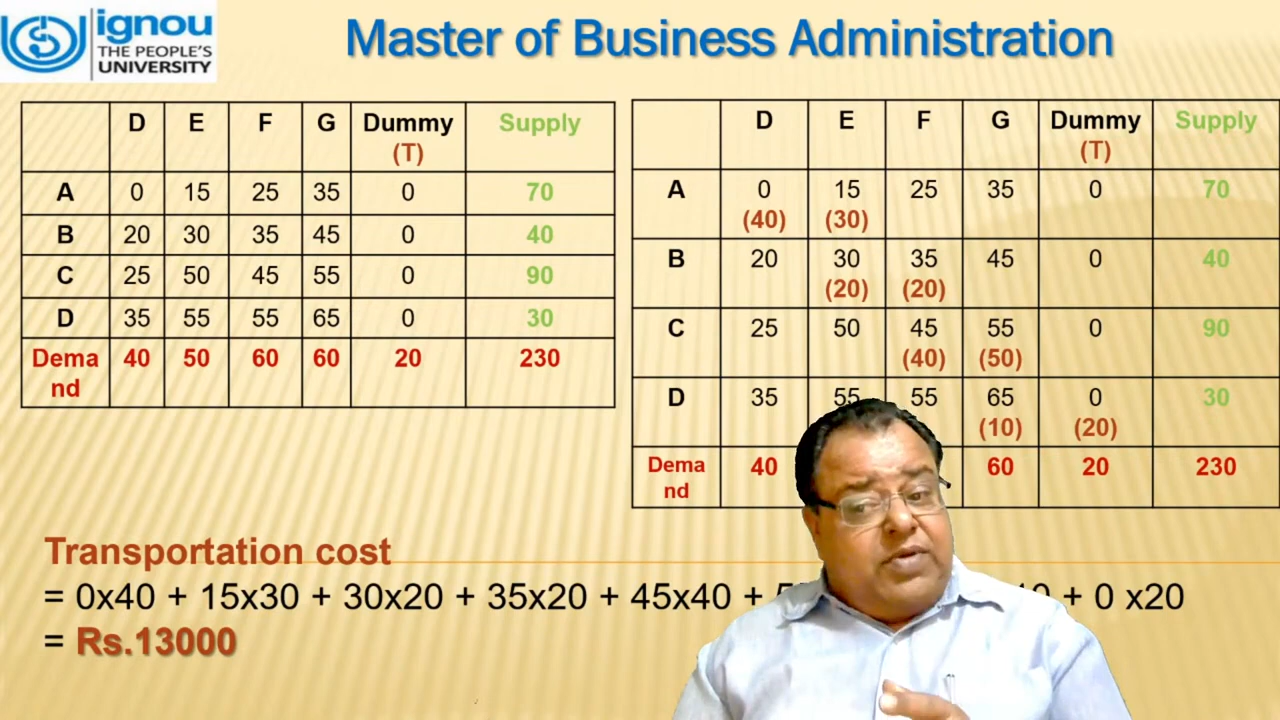 ignou
THE PEOPLE'S
UNIVERSITY
Master of Business Administration
D E F G Dummy (T) Supply
A 0 15 25 35 0 70
B 20 30 35 45 0 40
C 25 50 45 55 0 90
D 35 55 55 65 0 30
Dema nd 40 50 60 60 20 230
D E F G Dummy (T) Supply
A 0 (40) 15 (30) 25 35 0 70
B 20 30 (20) 35 (20) 45 0 40
C 25 50 45 (40) 55 (50) 0 90
D 35 55 55 65 (10) 0 (20) 30
Dema nd 40 60 20 230
Transportation cost
= 0x40 + 15x30 + 30x20 + 35x20 + 45x40 + + 0 x20
= Rs.13000